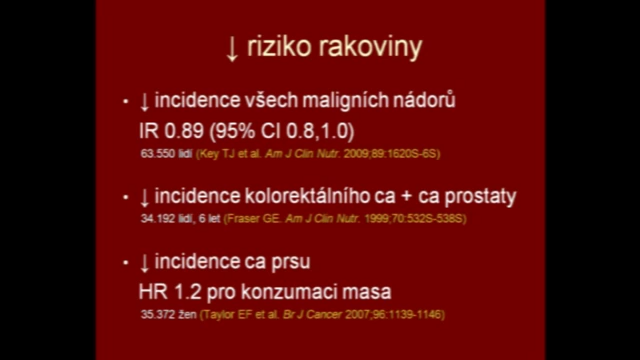 ↓ riziko rakoviny
• ↓ incidence všech maligních nádorů
IR 0.89 (95% CI 0.8,1.0)
63.550 lidí (Key TJ et al. Am J Clin Nutr. 2009;89:1620S-6S)
• ↓ incidence kolorektálního ca + ca prostaty
34.192 lidí, 6 let (Fraser GE. Am J Clin Nutr. 1999;70:532S-538S)
• ↓ incidence ca prsu
HR 1.2 pro konzumaci masa
35.372 žen (Taylor EF et al. Br J Cancer 2007;96:1139-1146)